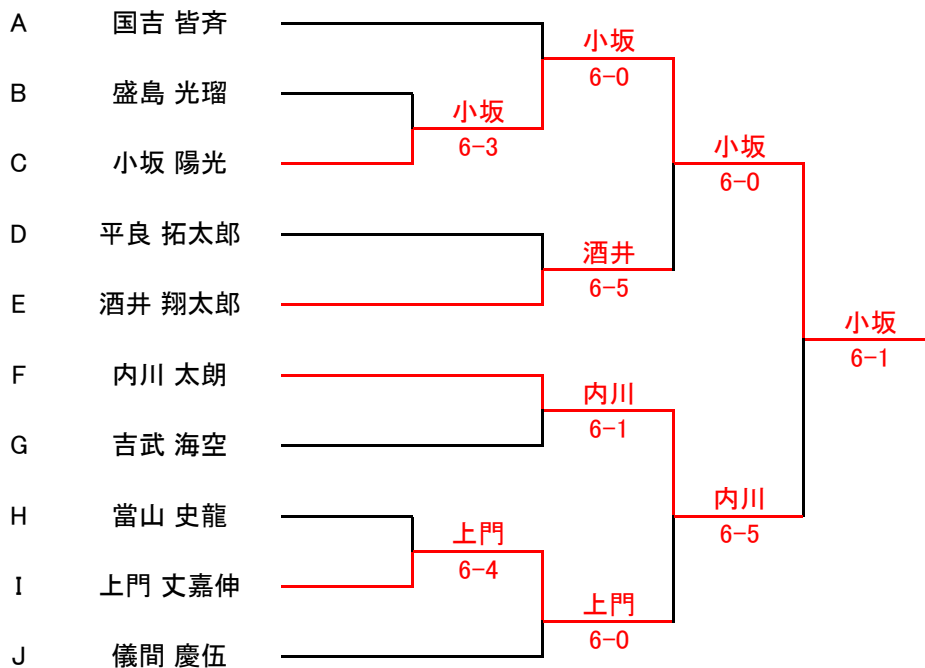 A 国吉 皆斉
小坂
6-0
B 盛島 光瑠
小坂
6-3
C 小坂 陽光
小坂
6-0
D 平良 拓太郎
酒井
6-5
E 酒井 翔太郎
小坂
6-1
F 内川 太朗
内川
6-1
G 吉武 海空
内川
6-5
H 當山 史龍
上門
6-4
I 上門 丈嘉伸
上門
6-0
J 儀間 慶伍